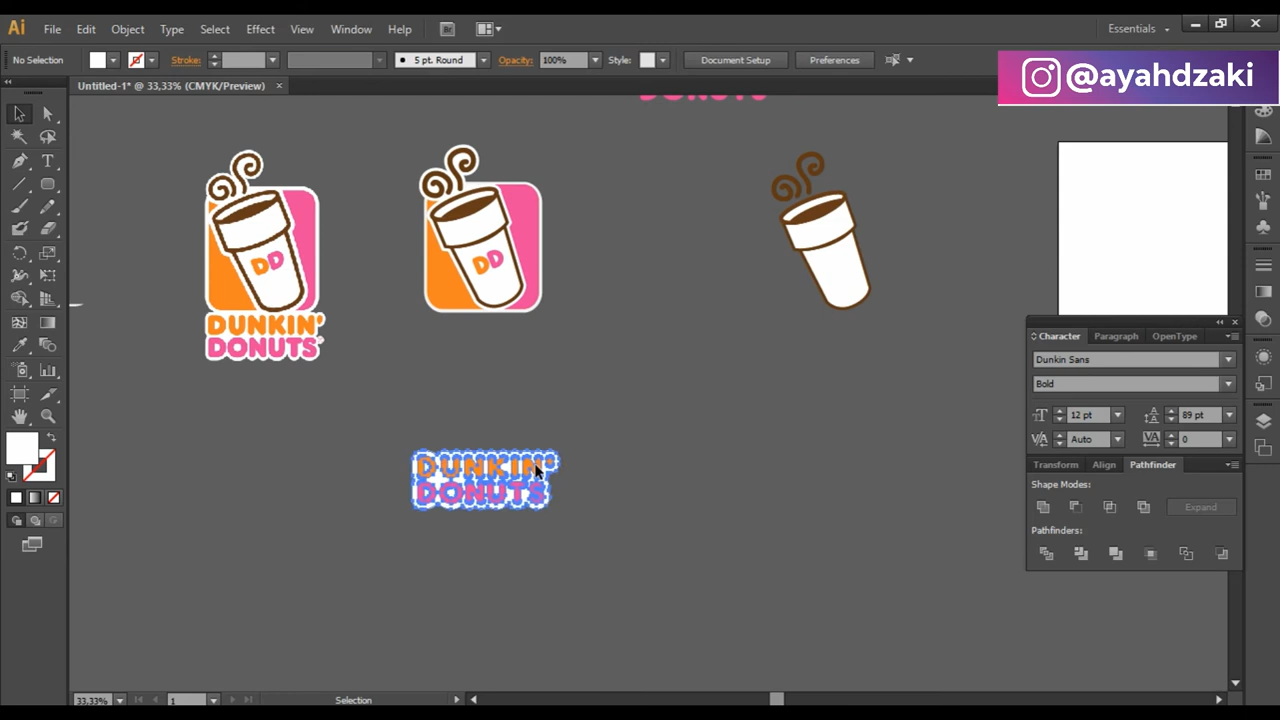 Ai File Edit Object Type Select Effect View Window Help Br Essentials
No Selection Stroke: 5 pt. Round Opacity: 100% Style: Document Setup Preferences
@ayahdzaki
Untitled-1* @ 33,33% (CMYK/Preview) ×
DONUTS
DD
DUNKIN'
DONUTS
DD
DUNKIN'
DONUTS
Character Paragraph OpenType
Dunkin Sans
Bold
12 pt 89 pt
Auto 0
Transform Align Pathfinder
Shape Modes:
Expand
Pathfinders:
33,33% 1 Selection